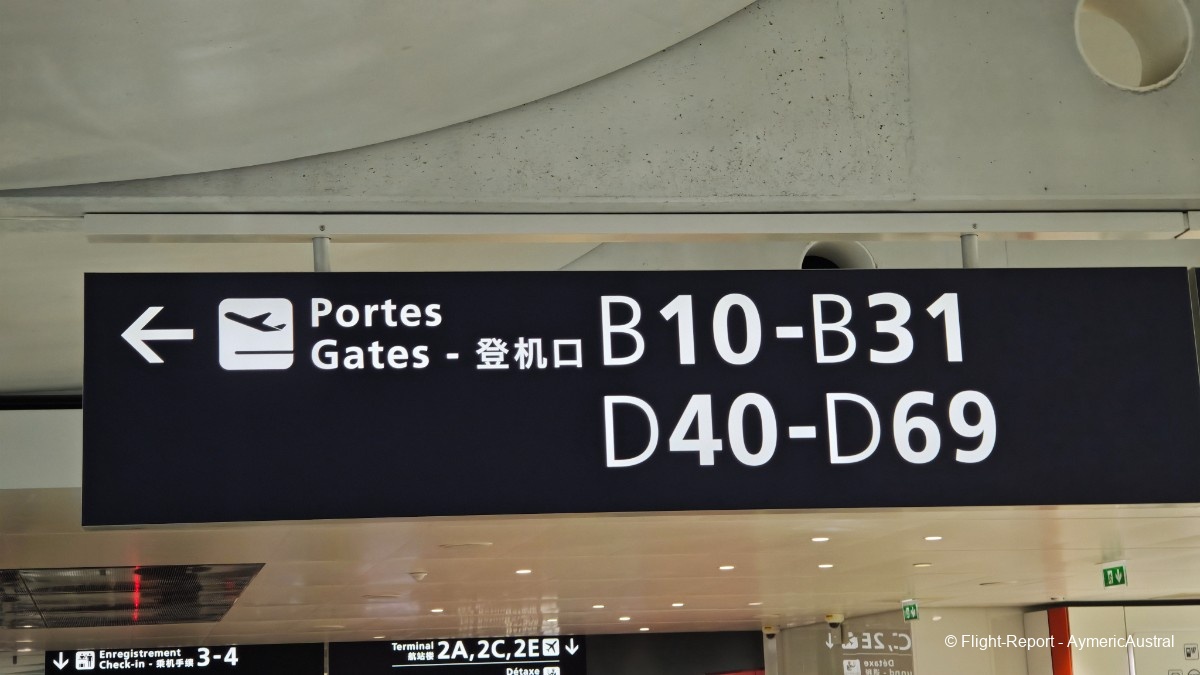 Portes
Gates - 登机口 B10-B31
D40-D69
Enregistrement
Check-in - 乘机手续 3-4
Terminal
航站楼 2A, 2C, 2E
Détaxe
© Flight-Report - AymericAustral